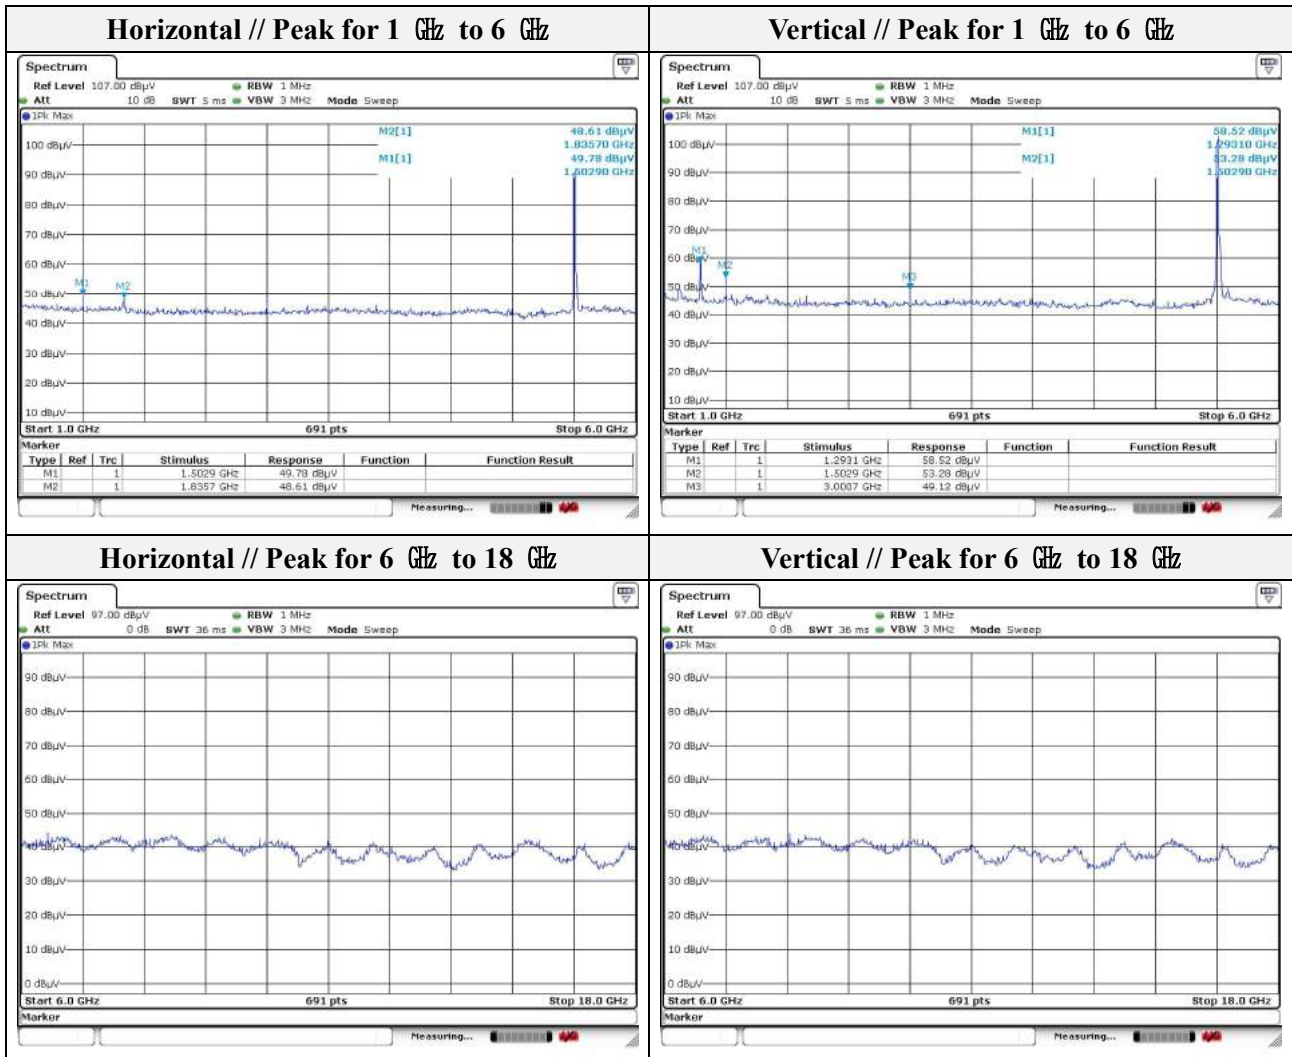 Horizontal // Peak for 1 ㎓ to 6 ㎓
Spectrum
Ref Level 107.00 dBµV RBW 1 MHz
Att 10 dB SWT 5 ms VBW 3 MHz Mode Sweep
1Pk Max
M2[1] 48.61 dBµV
1.83570 GHz
M1[1] 49.78 dBµV
1.50290 GHz
100 dBµV
90 dBµV
80 dBµV
70 dBµV
60 dBµV
M1 M2
50 dBµV
40 dBµV
30 dBµV
20 dBµV
10 dBµV
Start 1.0 GHz 691 pts Stop 6.0 GHz
Marker
Type Ref Trc Stimulus Response Function Function Result
M1 1 1.5029 GHz 49.78 dBµV
M2 1 1.8357 GHz 48.61 dBµV
Measuring...
Vertical // Peak for 1 ㎓ to 6 ㎓
Spectrum
Ref Level 107.00 dBµV RBW 1 MHz
Att 10 dB SWT 5 ms VBW 3 MHz Mode Sweep
1Pk Max
M1[1] 58.52 dBµV
1.29310 GHz
M2[1] 53.28 dBµV
1.50290 GHz
100 dBµV
90 dBµV
80 dBµV
70 dBµV
M1
60 dBµV
M2
M3
50 dBµV
40 dBµV
30 dBµV
20 dBµV
10 dBµV
Start 1.0 GHz 691 pts Stop 6.0 GHz
Marker
Type Ref Trc Stimulus Response Function Function Result
M1 1 1.2931 GHz 58.52 dBµV
M2 1 1.5029 GHz 53.28 dBµV
M3 1 3.0007 GHz 49.12 dBµV
Measuring...
Horizontal // Peak for 6 ㎓ to 18 ㎓
Spectrum
Ref Level 97.00 dBµV RBW 1 MHz
Att 0 dB SWT 36 ms VBW 3 MHz Mode Sweep
1Pk Max
90 dBµV
80 dBµV
70 dBµV
60 dBµV
50 dBµV
40 dBµV
30 dBµV
20 dBµV
10 dBµV
0 dBµV
Start 6.0 GHz 691 pts Stop 18.0 GHz
Marker
Measuring...
Vertical // Peak for 6 ㎓ to 18 ㎓
Spectrum
Ref Level 97.00 dBµV RBW 1 MHz
Att 0 dB SWT 36 ms VBW 3 MHz Mode Sweep
1Pk Max
90 dBµV
80 dBµV
70 dBµV
60 dBµV
50 dBµV
40 dBµV
30 dBµV
20 dBµV
10 dBµV
0 dBµV
Start 6.0 GHz 691 pts Stop 18.0 GHz
Marker
Measuring...